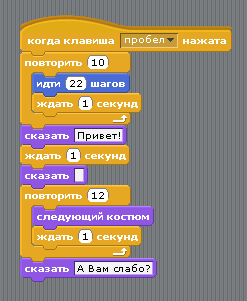 когда клавиша пробел нажата
повторить 10
идти 22 шагов
ждать 1 секунд
сказать Привет!
ждать 1 секунд
сказать
повторить 12
следующий костюм
ждать 1 секунд
сказать А Вам слабо?